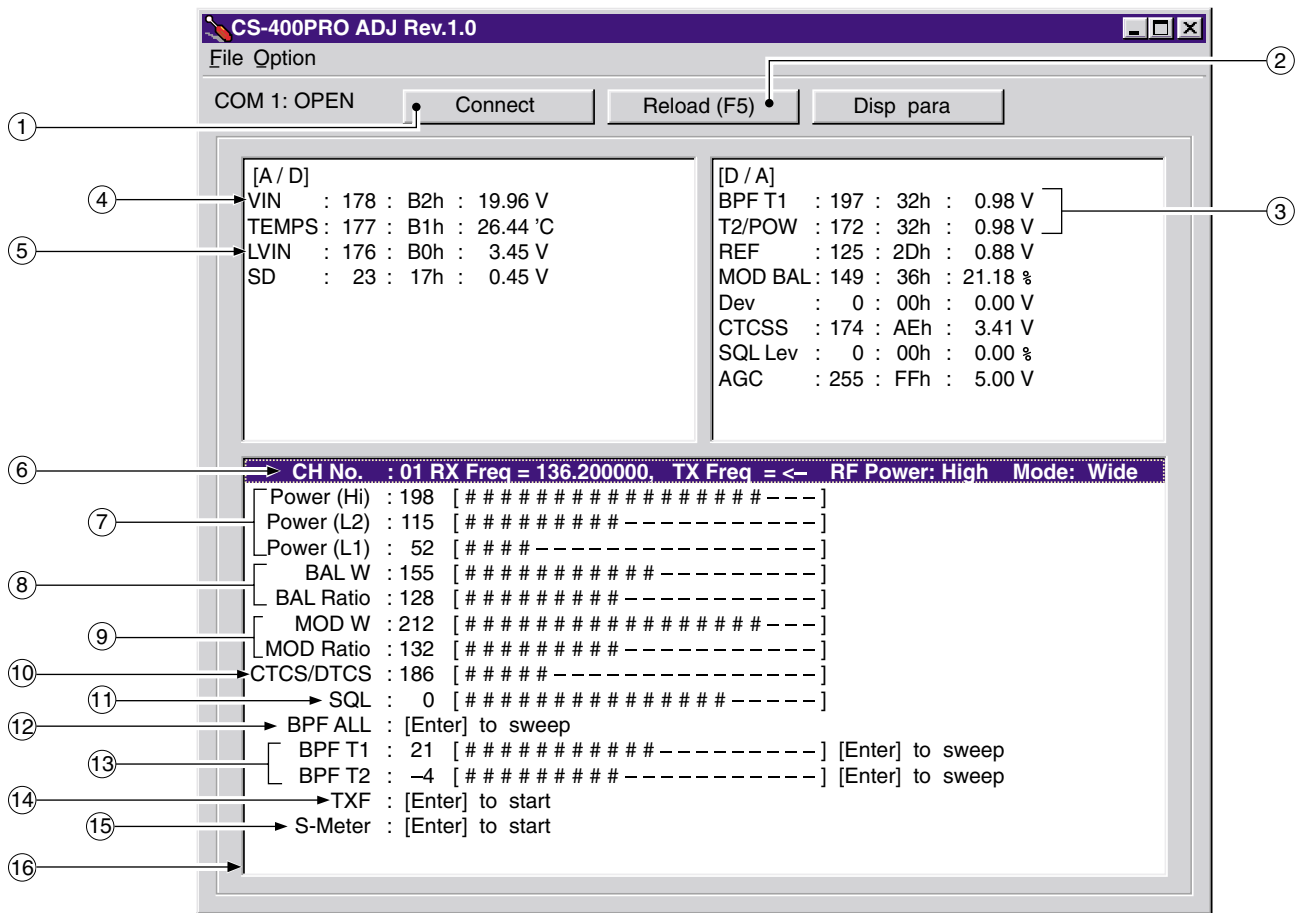 CS-400PRO ADJ Rev.1.0
File Option
COM 1: OPEN Connect Reload (F5) Disp para
① ② ③ ④ ⑤ ⑥ ⑦ ⑧ ⑨ ⑩ ⑪ ⑫ ⑬ ⑭ ⑮ ⑯
[A / D]
VIN : 178 : B2h : 19.96 V
TEMPS : 177 : B1h : 26.44 'C
LVIN : 176 : B0h : 3.45 V
SD : 23 : 17h : 0.45 V
[D / A]
BPF T1 : 197 : 32h : 0.98 V
T2/POW : 172 : 32h : 0.98 V
REF : 125 : 2Dh : 0.88 V
MOD BAL : 149 : 36h : 21.18 %
Dev : 0 : 00h : 0.00 V
CTCSS : 174 : AEh : 3.41 V
SQL Lev : 0 : 00h : 0.00 %
AGC : 255 : FFh : 5.00 V
CH No. : 01 RX Freq = 136.200000, TX Freq = <– RF Power: High Mode: Wide
Power (Hi) : 198 [ # # # # # # # # # # # # # # # # # # – – – ]
Power (L2) : 115 [ # # # # # # # # # – – – – – – – – – – – ]
Power (L1) : 52 [ # # # # – – – – – – – – – – – – – – – – ]
BAL W : 155 [ # # # # # # # # # # # – – – – – – – – – ]
BAL Ratio : 128 [ # # # # # # # # # – – – – – – – – – – – ]
MOD W : 212 [ # # # # # # # # # # # # # # # # # # – – – ]
MOD Ratio : 132 [ # # # # # # # # # – – – – – – – – – – – ]
CTCS/DTCS : 186 [ # # # # # – – – – – – – – – – – – – – – ]
SQL : 0 [ # # # # # # # # # # # # # # # – – – – – ]
BPF ALL : [Enter] to sweep
BPF T1 : 21 [ # # # # # # # # # # # – – – – – – – – – ] [Enter] to sweep
BPF T2 : –4 [ # # # # # # # # # – – – – – – – – – – – ] [Enter] to sweep
TXF : [Enter] to start
S-Meter : [Enter] to start